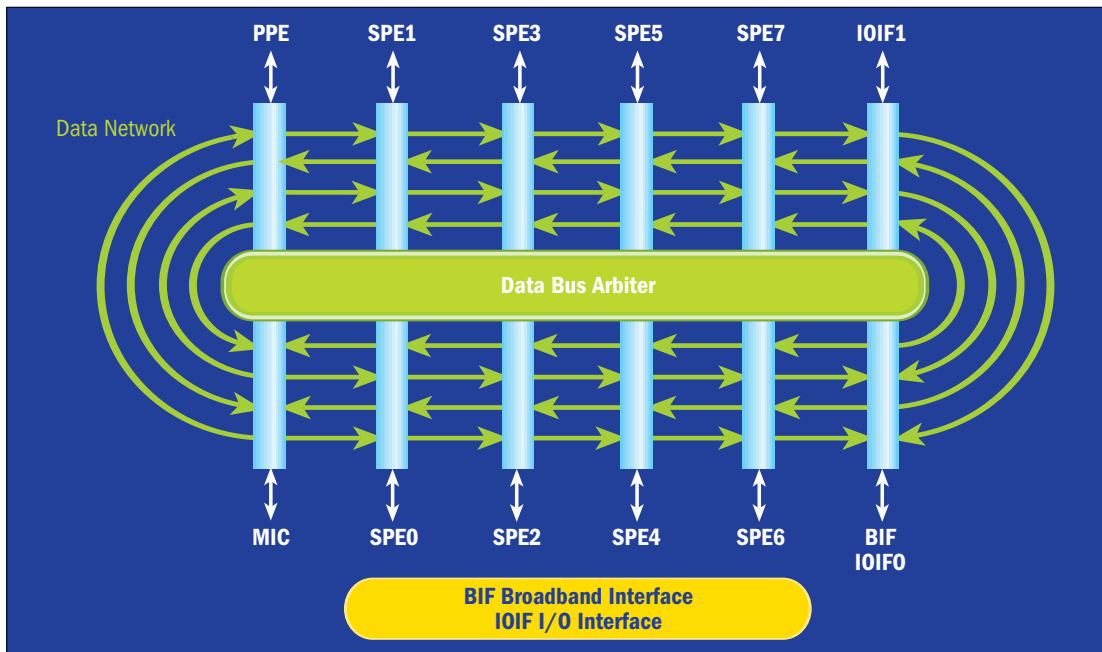 PPE SPE1 SPE3 SPE5 SPE7 IOIF1
Data Network
Data Bus Arbiter
MIC SPE0 SPE2 SPE4 SPE6 BIF
IOIF0
BIF Broadband Interface
IOIF I/O Interface